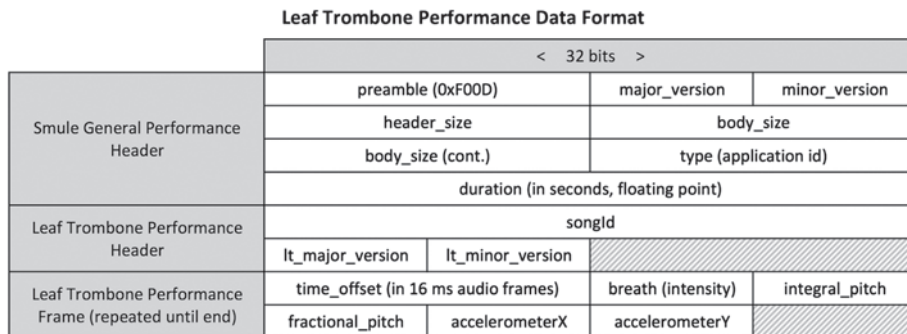 Leaf Trombone Performance Data Format
< 32 bits >
Smule General Performance Header
preamble (0xF00D) major_version minor_version
header_size body_size
body_size (cont.) type (application id)
duration (in seconds, floating point)
Leaf Trombone Performance Header
songId
lt_major_version lt_minor_version
Leaf Trombone Performance Frame (repeated until end)
time_offset (in 16 ms audio frames) breath (intensity) integral_pitch
fractional_pitch accelerometerX accelerometerY